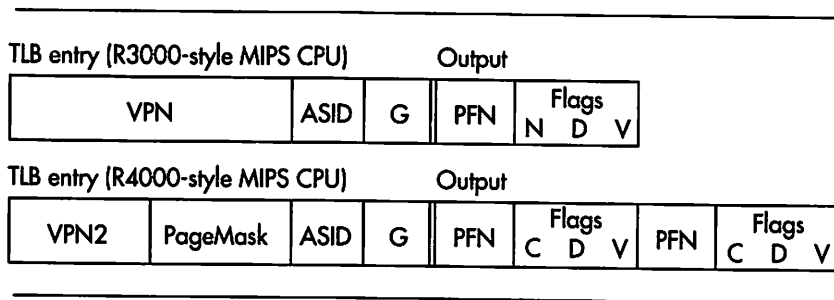 TLB entry (R3000-style MIPS CPU) Output
VPN ASID G PFN Flags
N D V
TLB entry (R4000-style MIPS CPU) Output
VPN2 PageMask ASID G PFN Flags PFN Flags
C D V C D V